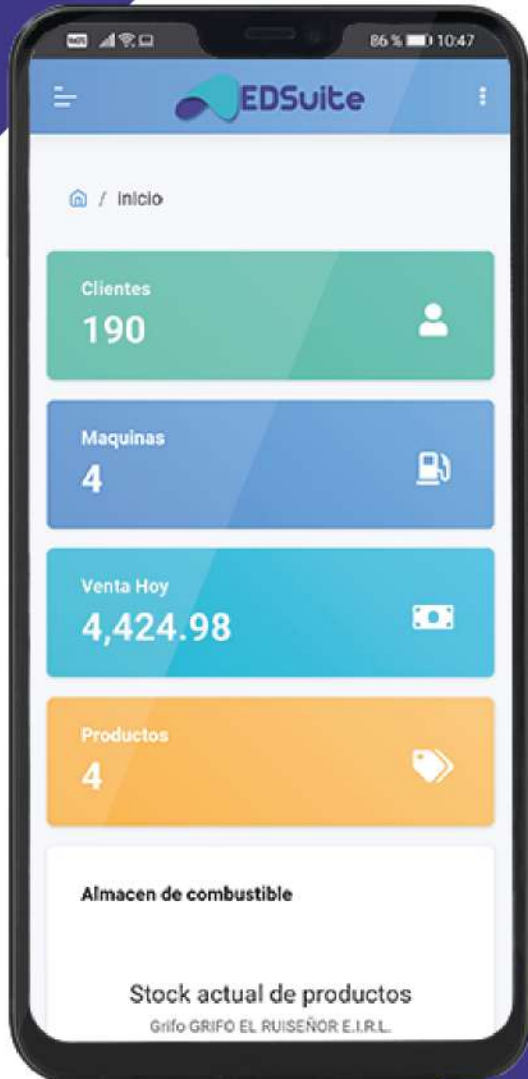 86 % 10:47
EDSuite
/ Inicio
Clientes
190
Maquinas
4
Venta Hoy
4,424.98
Productos
4
Almacen de combustible
Stock actual de productos
Grifo GRIFO EL RUISEÑOR E.I.R.L.